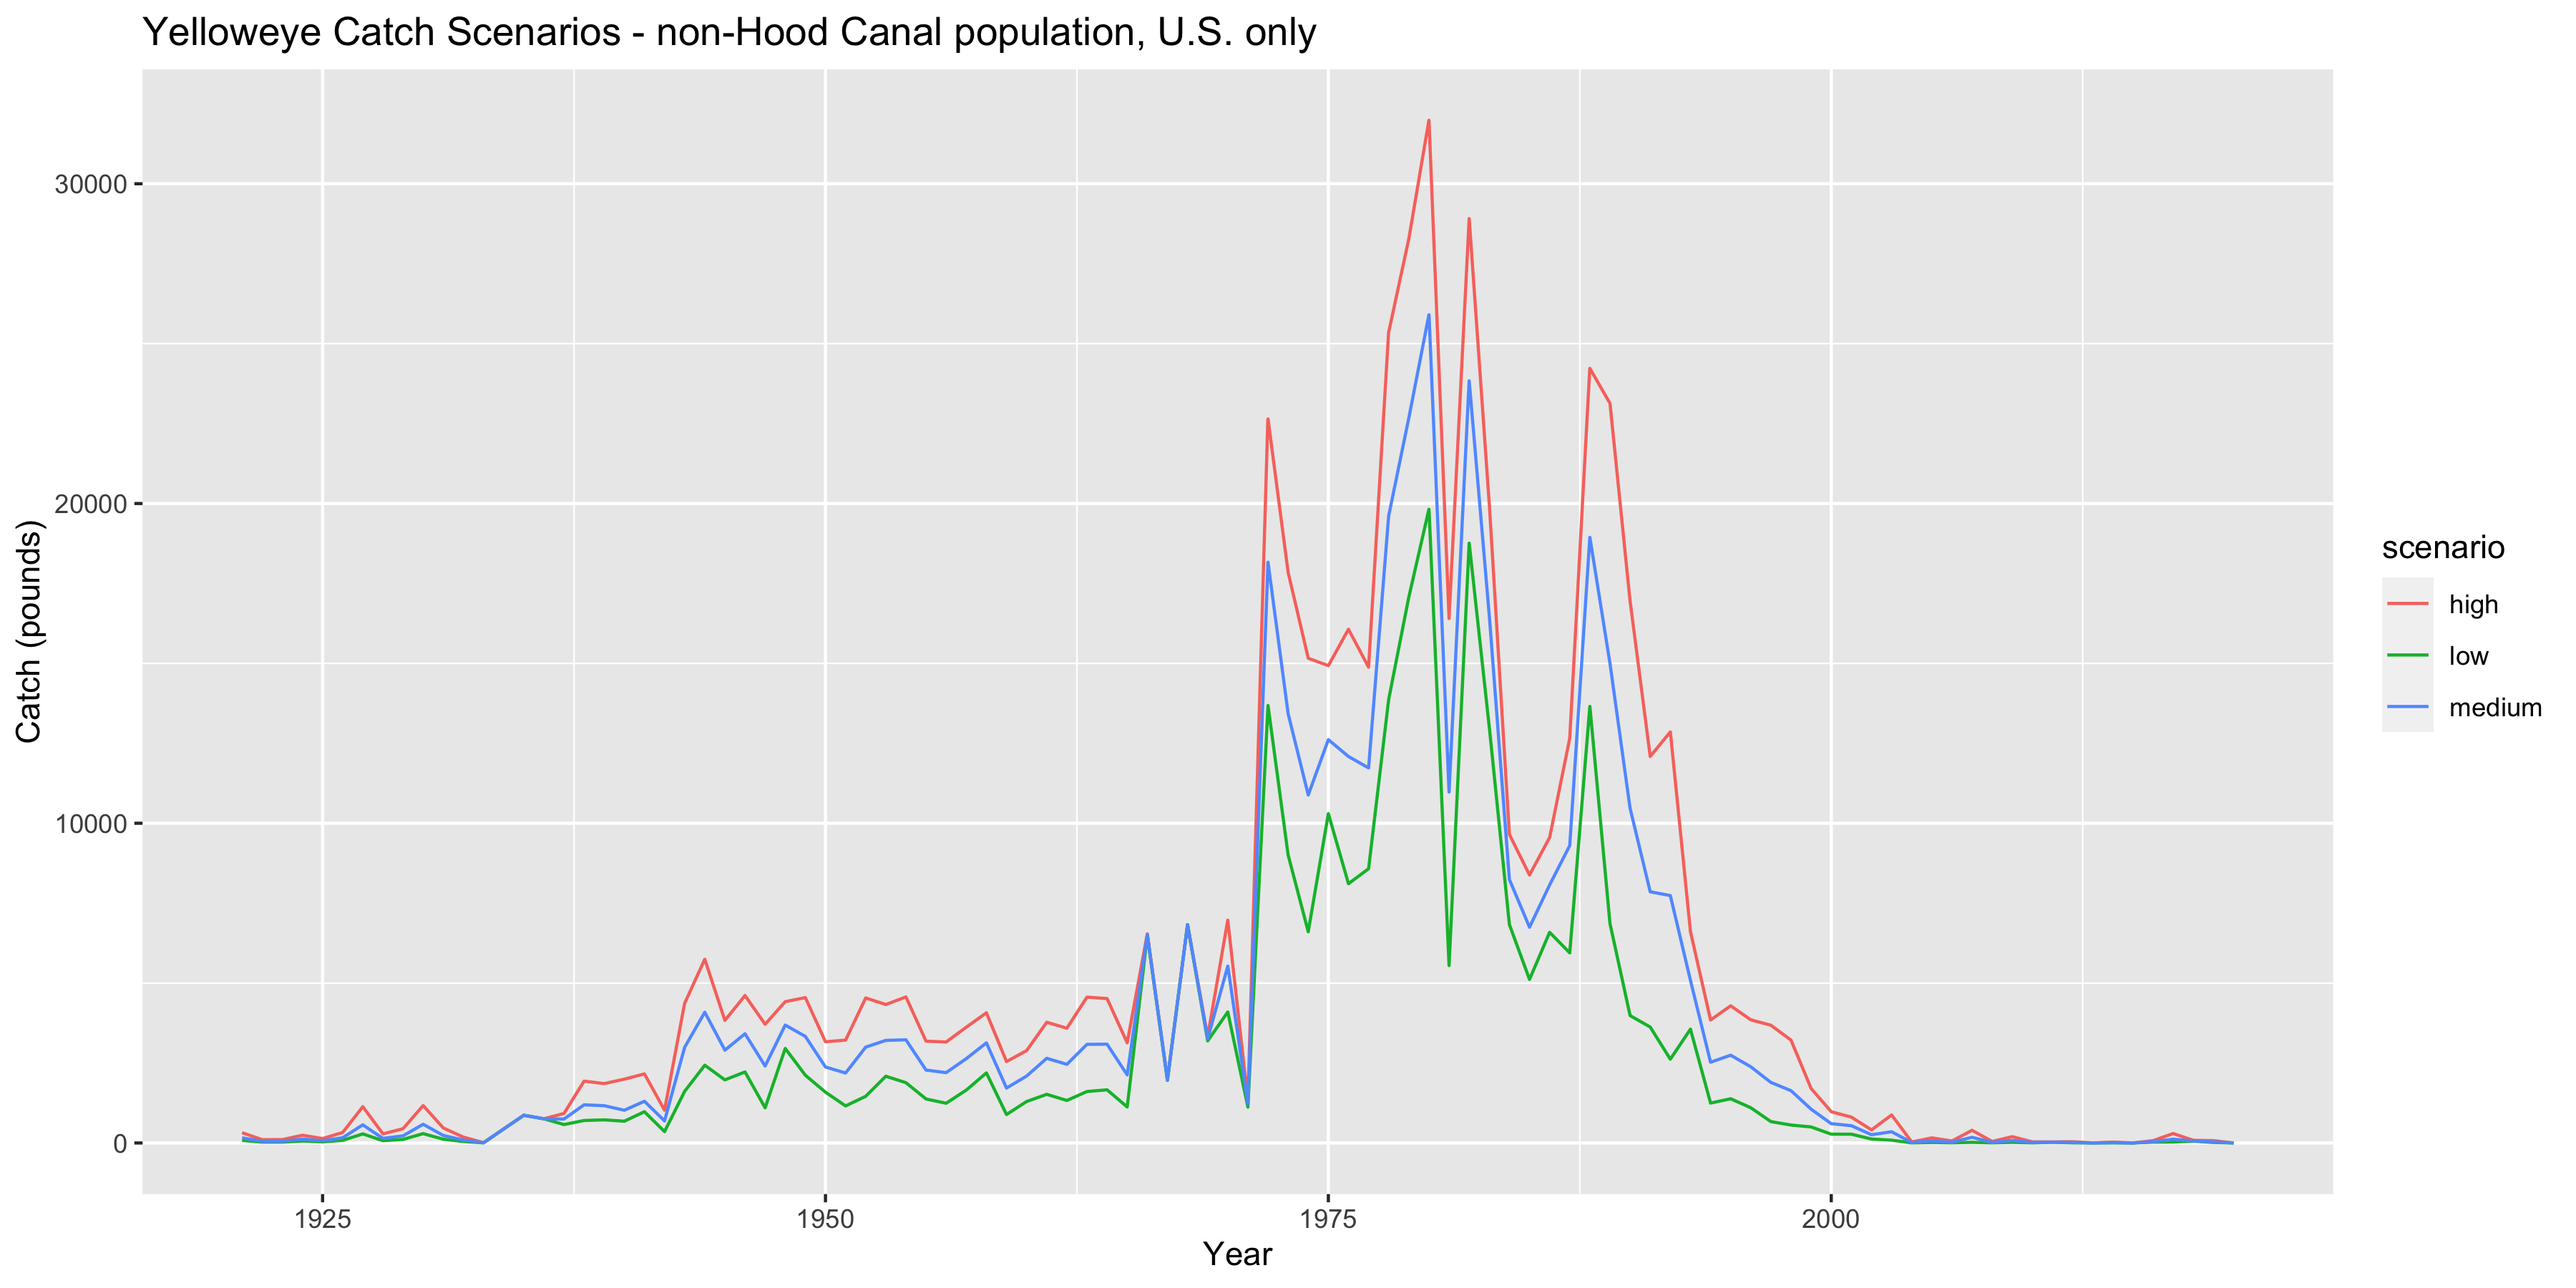 Yelloweye Catch Scenarios - non-Hood Canal population, U.S. only
30000
20000
10000
0
Catch (pounds)
1925 1950 1975 2000
Year
scenario
high
low
medium